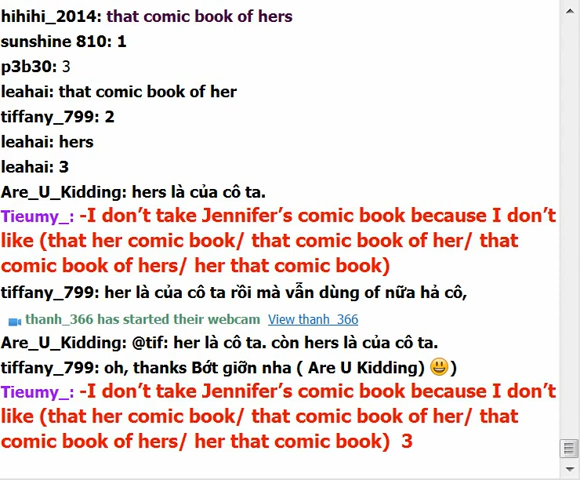 hihihi_2014: that comic book of hers
sunshine 810: 1
p3b30: 3
leahai: that comic book of her
tiffany_799: 2
leahai: hers
leahai: 3
Are_U_Kidding: hers là của cô ta.
Tieumy_: -I don’t take Jennifer’s comic book because I don’t
like (that her comic book/ that comic book of her/ that
comic book of hers/ her that comic book)
tiffany_799: her là của cô ta rồi mà vẫn dùng of nữa hả cô,
thanh_366 has started their webcam View thanh_366
Are_U_Kidding: @tif: her là cô ta. còn hers là của cô ta.
tiffany_799: oh, thanks Bớt giỡn nha ( Are U Kidding) 😃)
Tieumy_: -I don’t take Jennifer’s comic book because I don’t
like (that her comic book/ that comic book of her/ that
comic book of hers/ her that comic book) 3